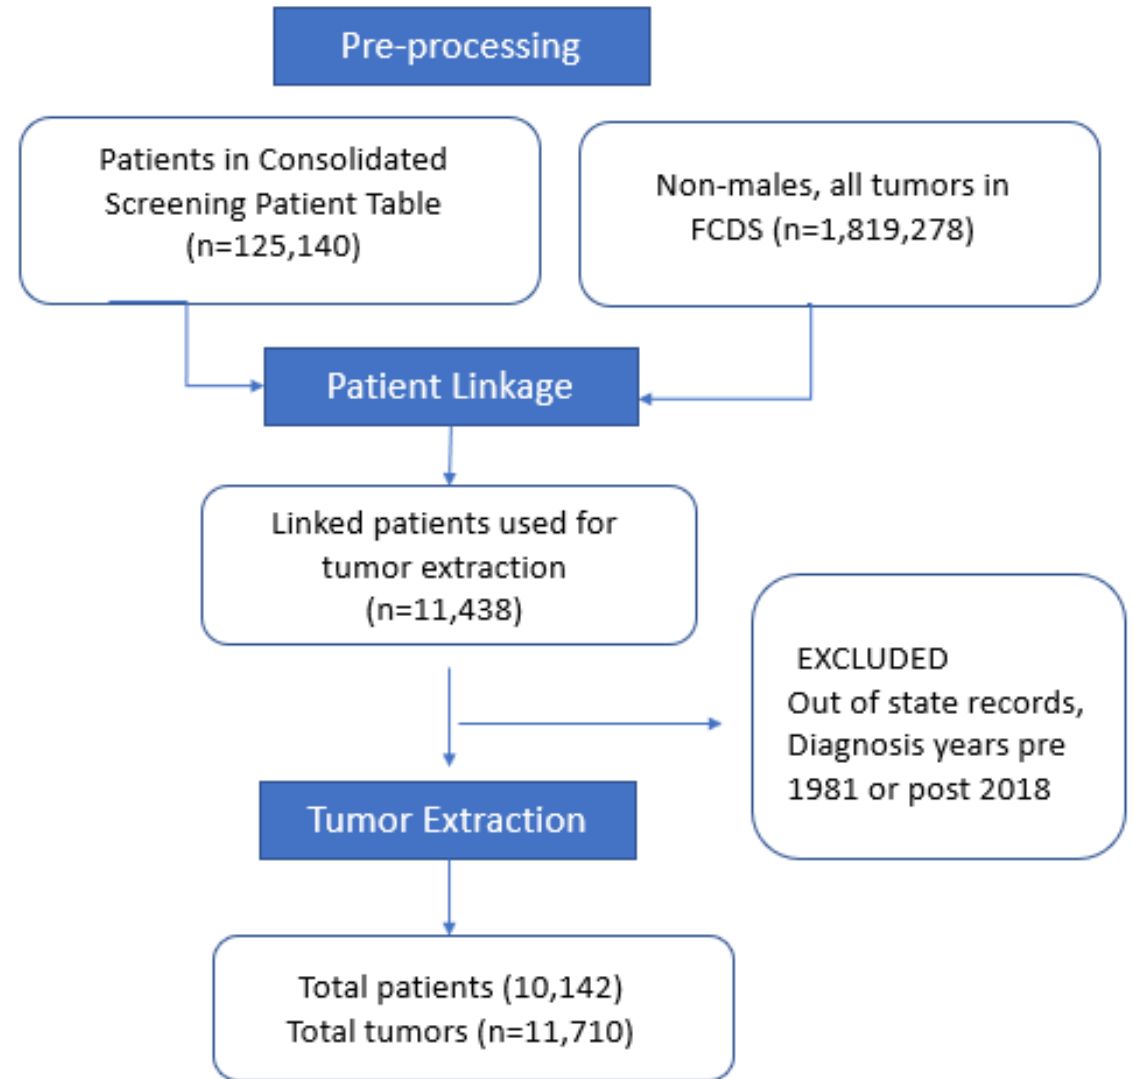 Pre-processing
Patients in Consolidated
Screening Patient Table
(n=125,140)
Non-males, all tumors in
FCDS (n=1,819,278)
Patient Linkage
Linked patients used for
tumor extraction
(n=11,438)
EXCLUDED
Out of state records,
Diagnosis years pre
1981 or post 2018
Tumor Extraction
Total patients (10,142)
Total tumors (n=11,710)